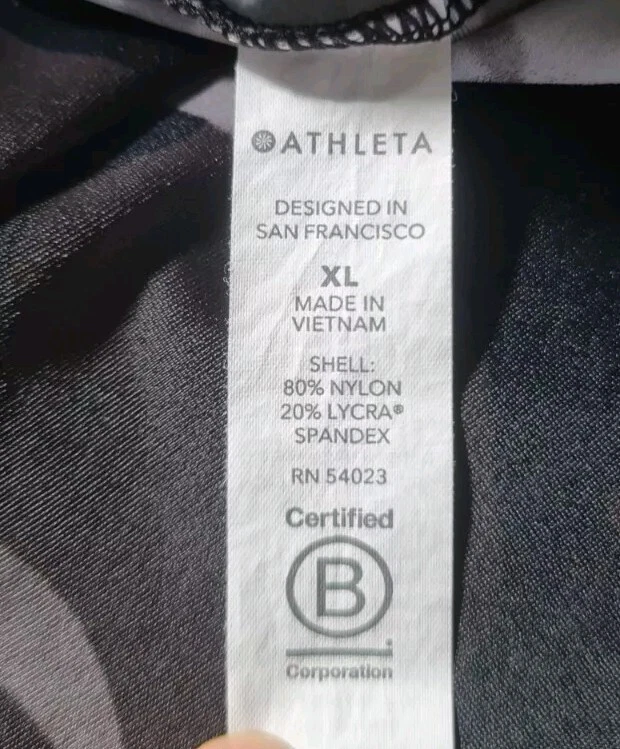 ATHLETA
DESIGNED IN
SAN FRANCISCO
XL
MADE IN
VIETNAM
SHELL:
80% NYLON
20% LYCRA®
SPANDEX
RN 54023
Certified
B
Corporation